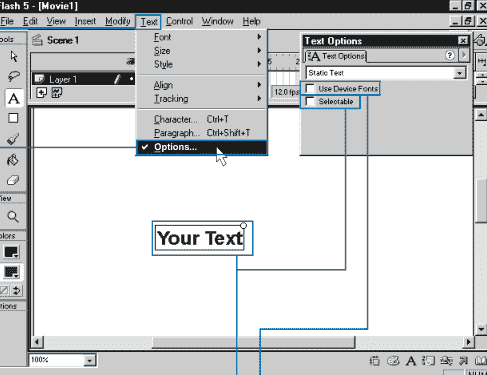 Flash 5 - [Movie1]
File Edit View Insert Modify Text Control Window Help
Tools
Scene 1
Layer 1
12.0 fps
Font
Size
Style
Align
Tracking
Character... Ctrl+T
Paragraph... Ctrl+Shift+T
Options...
Text Options
Text Options
Static Text
Use Device Fonts
Selectable
View
Colors
Options
Your Text
100%
NUM